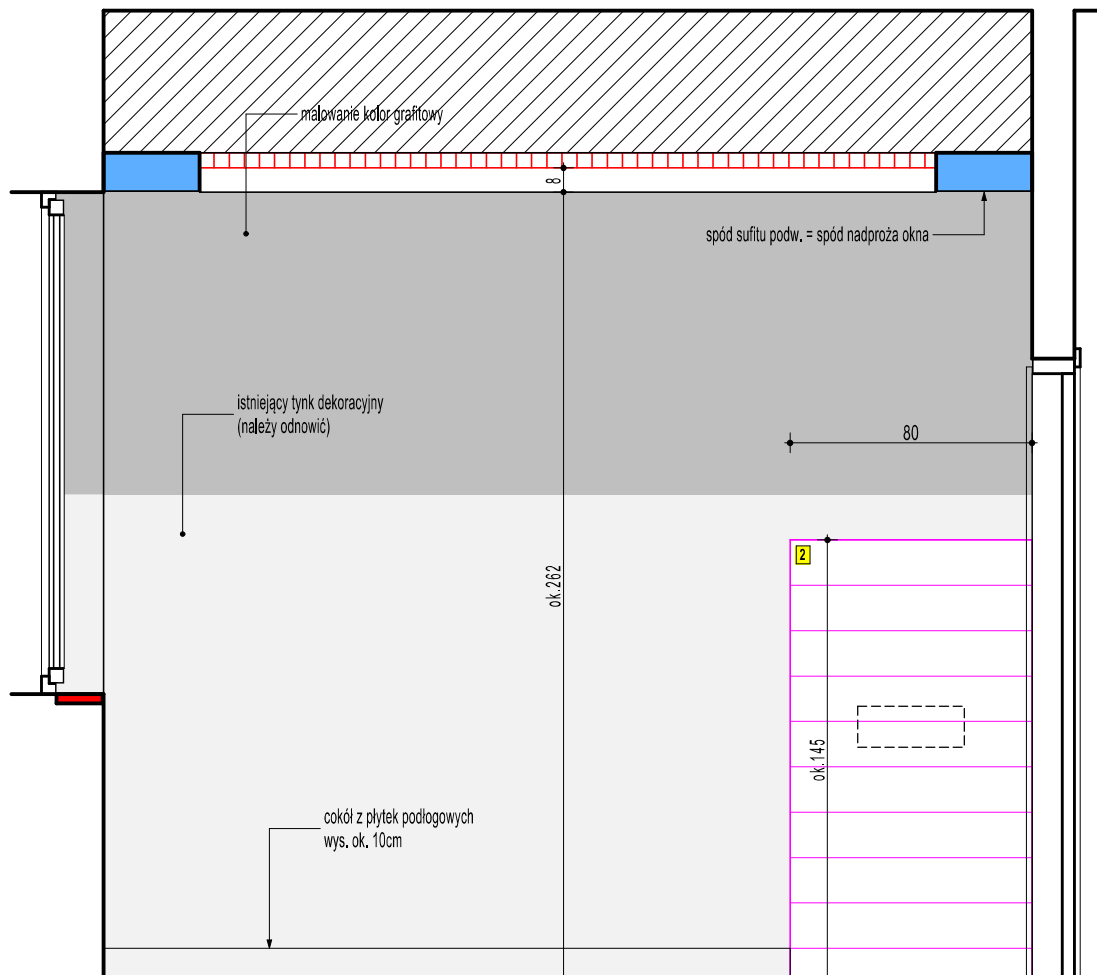 malowanie kolor grafitowy
8
spód sufitu podw. = spód nadproża okna
istniejący tynk dekoracyjny
(należy odnowić)
80
2
ok.262
ok.145
cokół z płytek podłogowych
wys. ok. 10cm